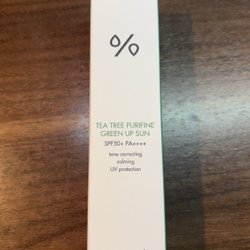 TEA TREE PURIFINE
GREEN UP SUN
SPF50+ PA++++
tone correcting
calming
UV protection